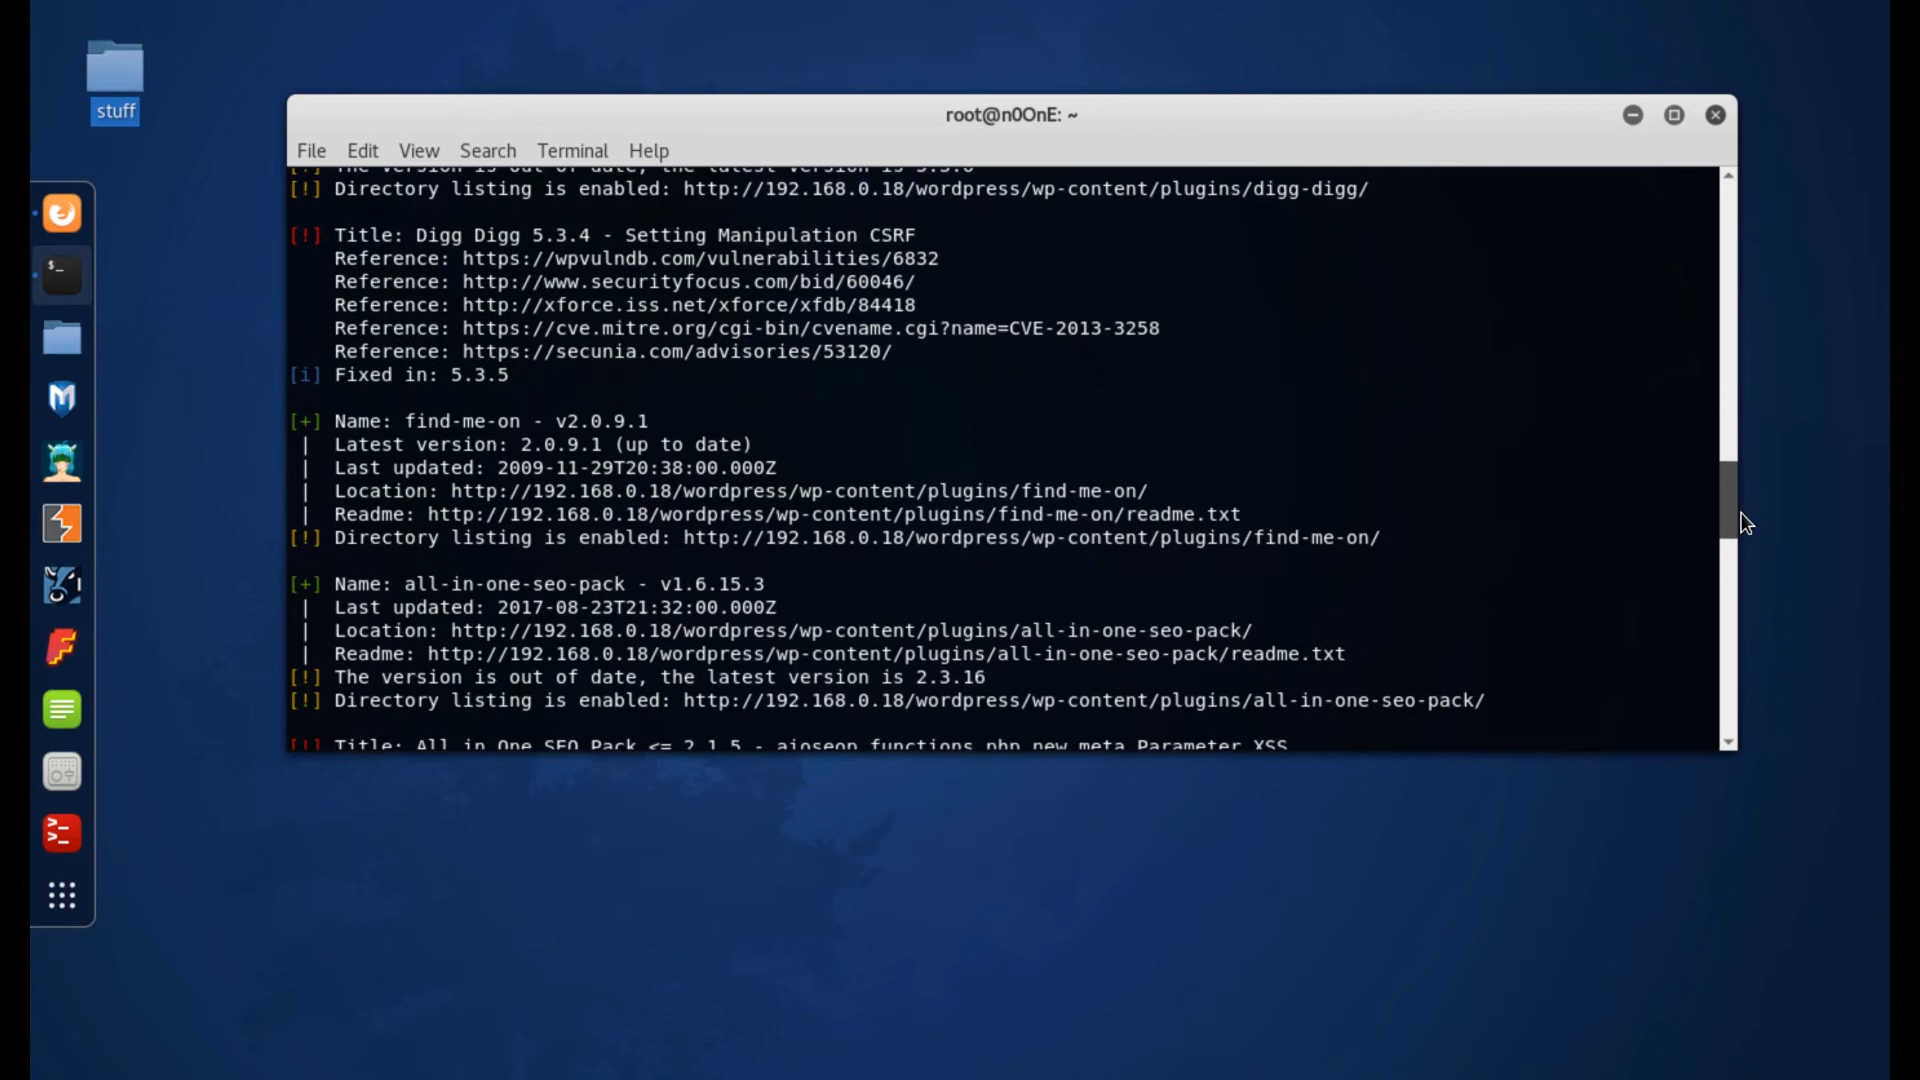 stuff
root@n0OnE: ~
File Edit View Search Terminal Help
[!] The version is out of date, the latest version is 5.3.6
[!] Directory listing is enabled: http://192.168.0.18/wordpress/wp-content/plugins/digg-digg/
[!] Title: Digg Digg 5.3.4 - Setting Manipulation CSRF
Reference: https://wpvulndb.com/vulnerabilities/6832
Reference: http://www.securityfocus.com/bid/60046/
Reference: http://xforce.iss.net/xforce/xfdb/84418
Reference: https://cve.mitre.org/cgi-bin/cvename.cgi?name=CVE-2013-3258
Reference: https://secunia.com/advisories/53120/
[i] Fixed in: 5.3.5
[+] Name: find-me-on - v2.0.9.1
| Latest version: 2.0.9.1 (up to date)
| Last updated: 2009-11-29T20:38:00.000Z
| Location: http://192.168.0.18/wordpress/wp-content/plugins/find-me-on/
| Readme: http://192.168.0.18/wordpress/wp-content/plugins/find-me-on/readme.txt
[!] Directory listing is enabled: http://192.168.0.18/wordpress/wp-content/plugins/find-me-on/
[+] Name: all-in-one-seo-pack - v1.6.15.3
| Last updated: 2017-08-23T21:32:00.000Z
| Location: http://192.168.0.18/wordpress/wp-content/plugins/all-in-one-seo-pack/
| Readme: http://192.168.0.18/wordpress/wp-content/plugins/all-in-one-seo-pack/readme.txt
[!] The version is out of date, the latest version is 2.3.16
[!] Directory listing is enabled: http://192.168.0.18/wordpress/wp-content/plugins/all-in-one-seo-pack/
[!] Title: All in One SEO Pack <= 2.1.5 - aioseop_functions.php new_meta Parameter XSS